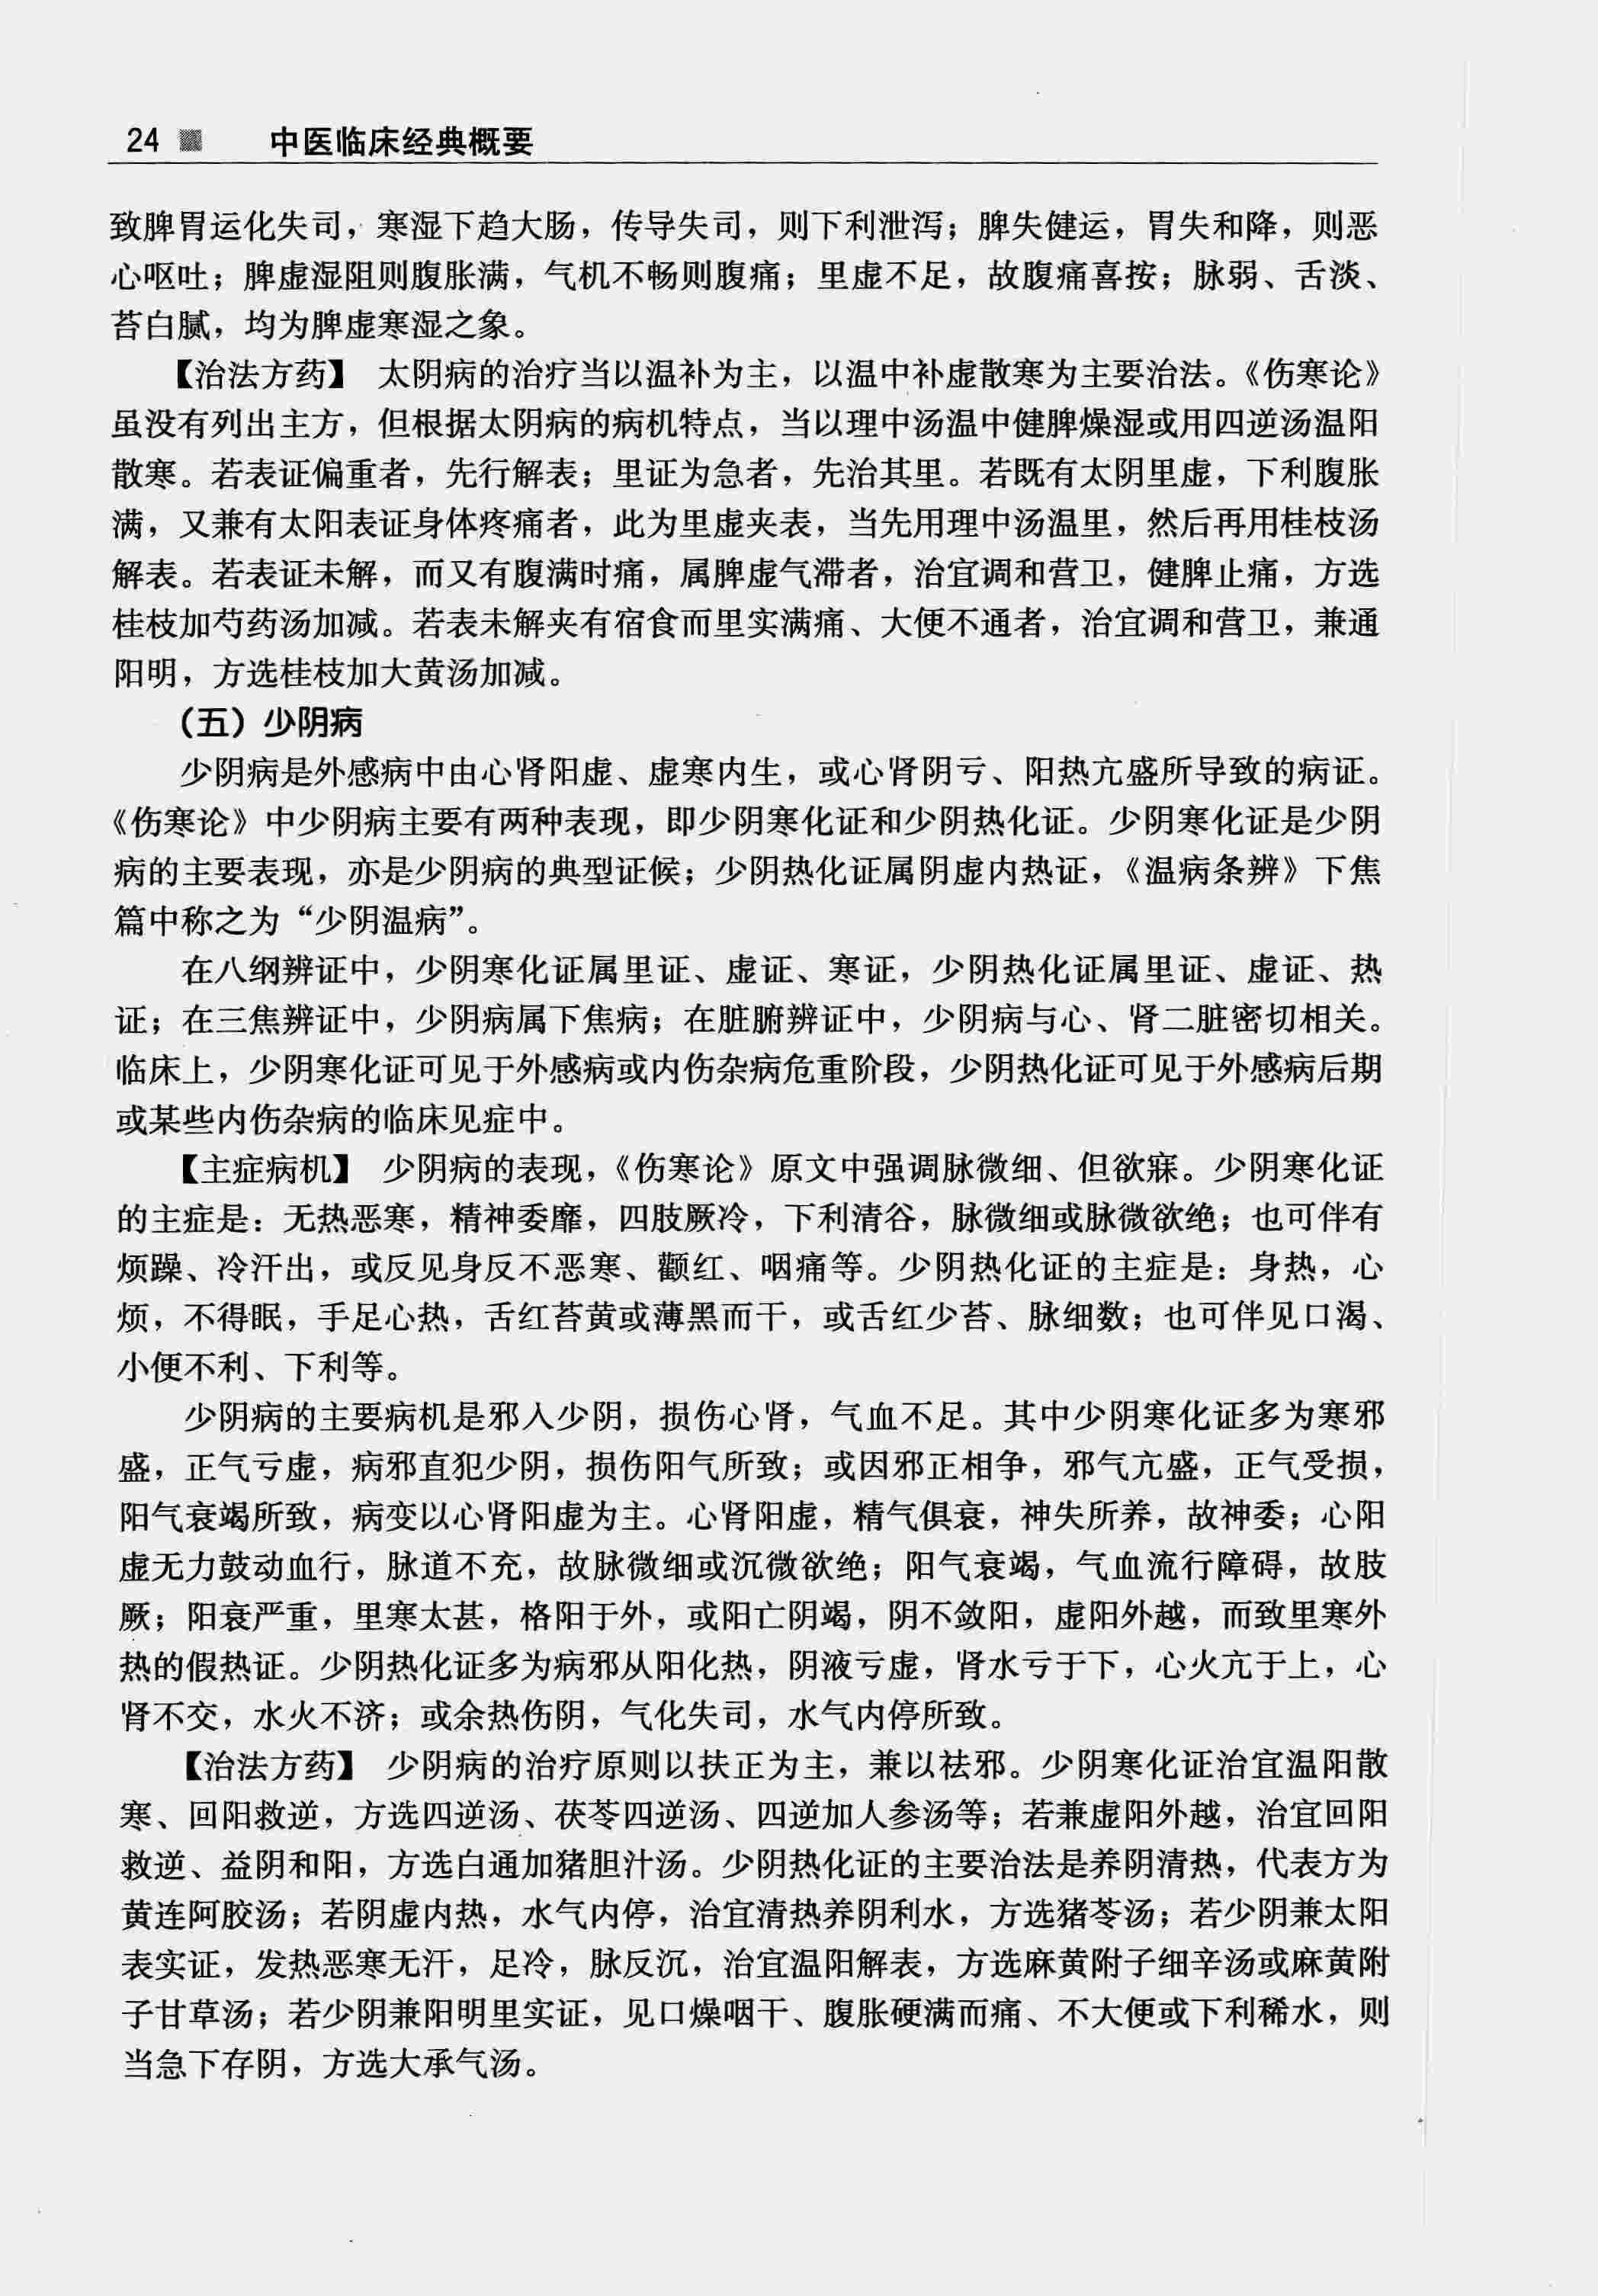 24 中医临床经典概要
致脾胃运化失司，寒湿下趋大肠，传导失司，则下利泄泻；脾失健运，胃失和降，则恶
心呕吐；脾虚湿阻则腹胀满，气机不畅则腹痛；里虚不足，故腹痛喜按；脉弱、舌淡、
苔白腻，均为脾虚寒湿之象。
【治法方药】 太阴病的治疗当以温补为主，以温中补虚散寒为主要治法。《伤寒论》
虽没有列出主方，但根据太阴病的病机特点，当以理中汤温中健脾燥湿或用四逆汤温阳
散寒。若表证偏重者，先行解表；里证为急者，先治其里。若既有太阴里虚，下利腹胀
满，又兼有太阳表证身体疼痛者，此为里虚夹表，当先用理中汤温里，然后再用桂枝汤
解表。若表证未解，而又有腹满时痛，属脾虚气滞者，治宜调和营卫，健脾止痛，方选
桂枝加芍药汤加减。若表未解夹有宿食而里实满痛、大便不通者，治宜调和营卫，兼通
阳明，方选桂枝加大黄汤加减。
（五）少阴病
少阴病是外感病中由心肾阳虚、虚寒内生，或心肾阴亏、阳热亢盛所导致的病证。
《伤寒论》中少阴病主要有两种表现，即少阴寒化证和少阴热化证。少阴寒化证是少阴
病的主要表现，亦是少阴病的典型证候；少阴热化证属阴虚内热证，《温病条辨》下焦
篇中称之为“少阴温病”。
在八纲辨证中，少阴寒化证属里证、虚证、寒证，少阴热化证属里证、虚证、热
证；在三焦辨证中，少阴病属下焦病；在脏腑辨证中，少阴病与心、肾二脏密切相关。
临床上，少阴寒化证可见于外感病或内伤杂病危重阶段，少阴热化证可见于外感病后期
或某些内伤杂病的临床见症中。
【主症病机】 少阴病的表现，《伤寒论》原文中强调脉微细、但欲寐。少阴寒化证
的主症是：无热恶寒，精神委靡，四肢厥冷，下利清谷，脉微细或脉微欲绝；也可伴有
烦躁、冷汗出，或反见身反不恶寒、颧红、咽痛等。少阴热化证的主症是：身热，心
烦，不得眠，手足心热，舌红苔黄或薄黑而干，或舌红少苔、脉细数；也可伴见口渴、
小便不利、下利等。
少阴病的主要病机是邪入少阴，损伤心肾，气血不足。其中少阴寒化证多为寒邪
盛，正气亏虚，病邪直犯少阴，损伤阳气所致；或因邪正相争，邪气亢盛，正气受损，
阳气衰竭所致，病变以心肾阳虚为主。心肾阳虚，精气俱衰，神失所养，故神委；心阳
虚无力鼓动血行，脉道不充，故脉微细或沉微欲绝；阳气衰竭，气血流行障碍，故肢
厥；阳衰严重，里寒太甚，格阳于外，或阳亡阴竭，阴不敛阳，虚阳外越，而致里寒外
热的假热证。少阴热化证多为病邪从阳化热，阴液亏虚，肾水亏于下，心火亢于上，心
肾不交，水火不济；或余热伤阴，气化失司，水气内停所致。
【治法方药】 少阴病的治疗原则以扶正为主，兼以祛邪。少阴寒化证治宜温阳散
寒、回阳救逆，方选四逆汤、茯苓四逆汤、四逆加人参汤等；若兼虚阳外越，治宜回阳
救逆、益阴和阳，方选白通加猪胆汁汤。少阴热化证的主要治法是养阴清热，代表方为
黄连阿胶汤；若阴虚内热，水气内停，治宜清热养阴利水，方选猪苓汤；若少阴兼太阳
表实证，发热恶寒无汗，足冷，脉反沉，治宜温阳解表，方选麻黄附子细辛汤或麻黄附
子甘草汤；若少阴兼阳明里实证，见口燥咽干、腹胀硬满而痛、不大便或下利稀水，则
当急下存阴，方选大承气汤。